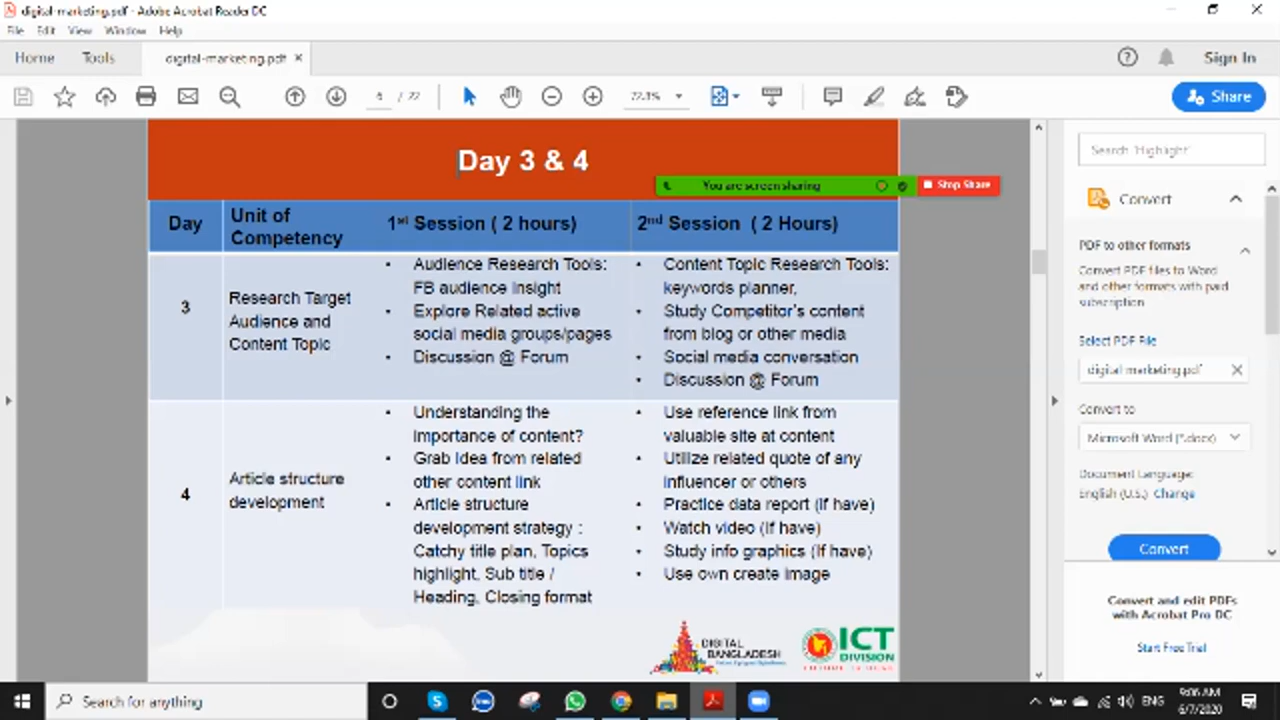 digital-marketing.pdf - Adobe Acrobat Reader DC
File Edit View Window Help
Home Tools digital-marketing.pdf × Sign In
/ 22 72.3% Share
Day 3 & 4
You are screen sharing Stop Share
Day
Unit of
Competency
1st Session ( 2 hours)
2nd Session ( 2 Hours)
3
Research Target
Audience and
Content Topic
• Audience Research Tools:
FB audience Insight
• Explore Related active
social media groups/pages
• Discussion @ Forum
• Content Topic Research Tools:
keywords planner,
• Study Competitor's content
from blog or other media
• Social media conversation
• Discussion @ Forum
4
Article structure
development
• Understanding the
importance of content?
• Grab Idea from related
other content link
• Article structure
development strategy :
Catchy title plan, Topics
highlight, Sub title /
Heading, Closing format
• Use reference link from
valuable site at content
• Utilize related quote of any
influencer or others
• Practice data report (If have)
• Watch video (If have)
• Study info graphics (If have)
• Use own create image
DIGITAL
BANGLADESH
ICT
DIVISION
Search 'Highlight'
Convert
PDF to other formats
Convert PDF files to Word
and other formats with paid
subscription
Select PDF File
digital-marketing.pdf
Convert to
Microsoft Word (*.docx)
Document Language:
English (U.S.) Change
Convert
Convert and edit PDFs
with Acrobat Pro DC
Start Free Trial
Search for anything
ENG
9:06 AM
6/7/2020